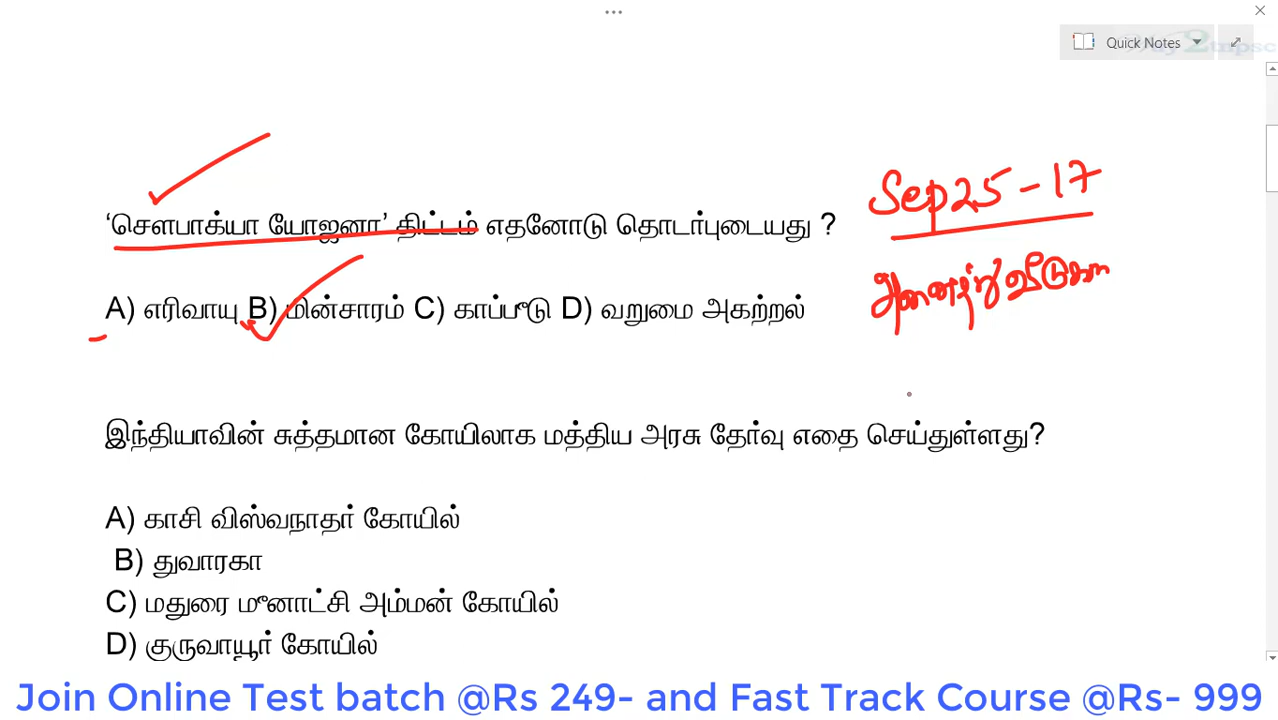 Quick Notes
‘சௌபாக்யா யோஜனா’ திட்டம் எதனோடு தொடர்புடையது ?
Sep 25 - 17
A) எரிவாயு B) மின்சாரம் C) காப்பீடு D) வறுமை அகற்றல்
இந்தியாவின் சுத்தமான கோயிலாக மத்திய அரசு தேர்வு எதை செய்துள்ளது?
A) காசி விஸ்வநாதர் கோயில்
B) துவாரகா
C) மதுரை மீனாட்சி அம்மன் கோயில்
D) குருவாயூர் கோயில்
Join Online Test batch @Rs 249- and Fast Track Course @Rs- 999